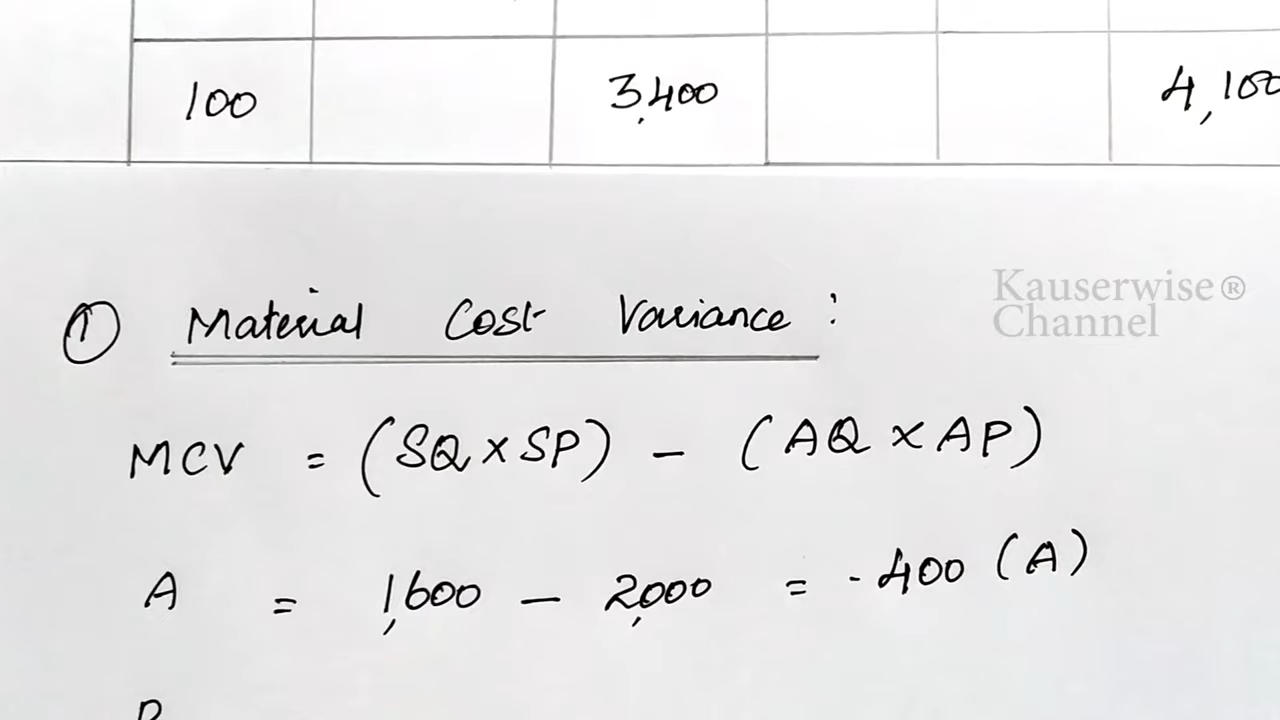 100 3,400 4,100
① Material Cost Variance :
Kauserwise®
Channel
MCV = (SQ × SP) − (AQ × AP)
A = 1,600 − 2,000 = -400 (A)